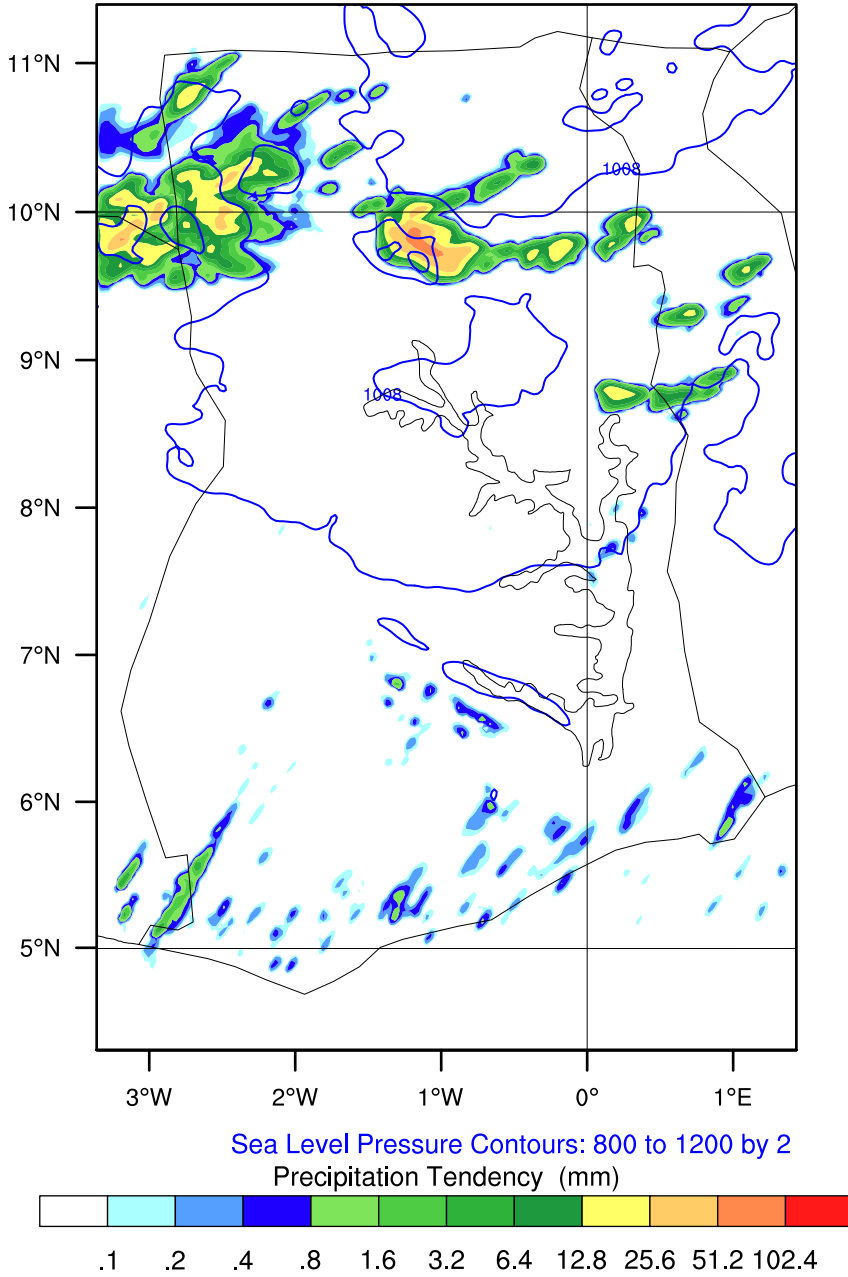 11°N
1008
10°N
9°N
1008
8°N
7°N
6°N
5°N
3°W 2°W 1°W 0° 1°E
Sea Level Pressure Contours: 800 to 1200 by 2
Precipitation Tendency (mm)
.1 .2 .4 .8 1.6 3.2 6.4 12.8 25.6 51.2 102.4